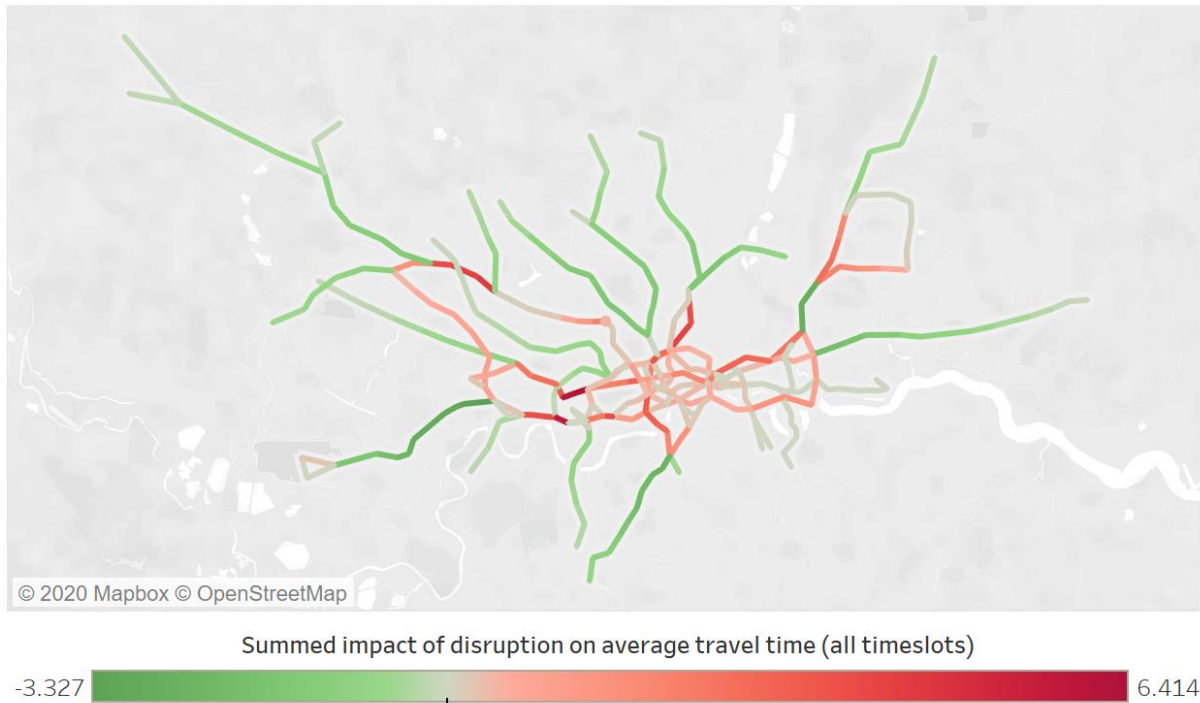 © 2020 Mapbox © OpenStreetMap
Summed impact of disruption on average travel time (all timeslots)
-3.327 6.414